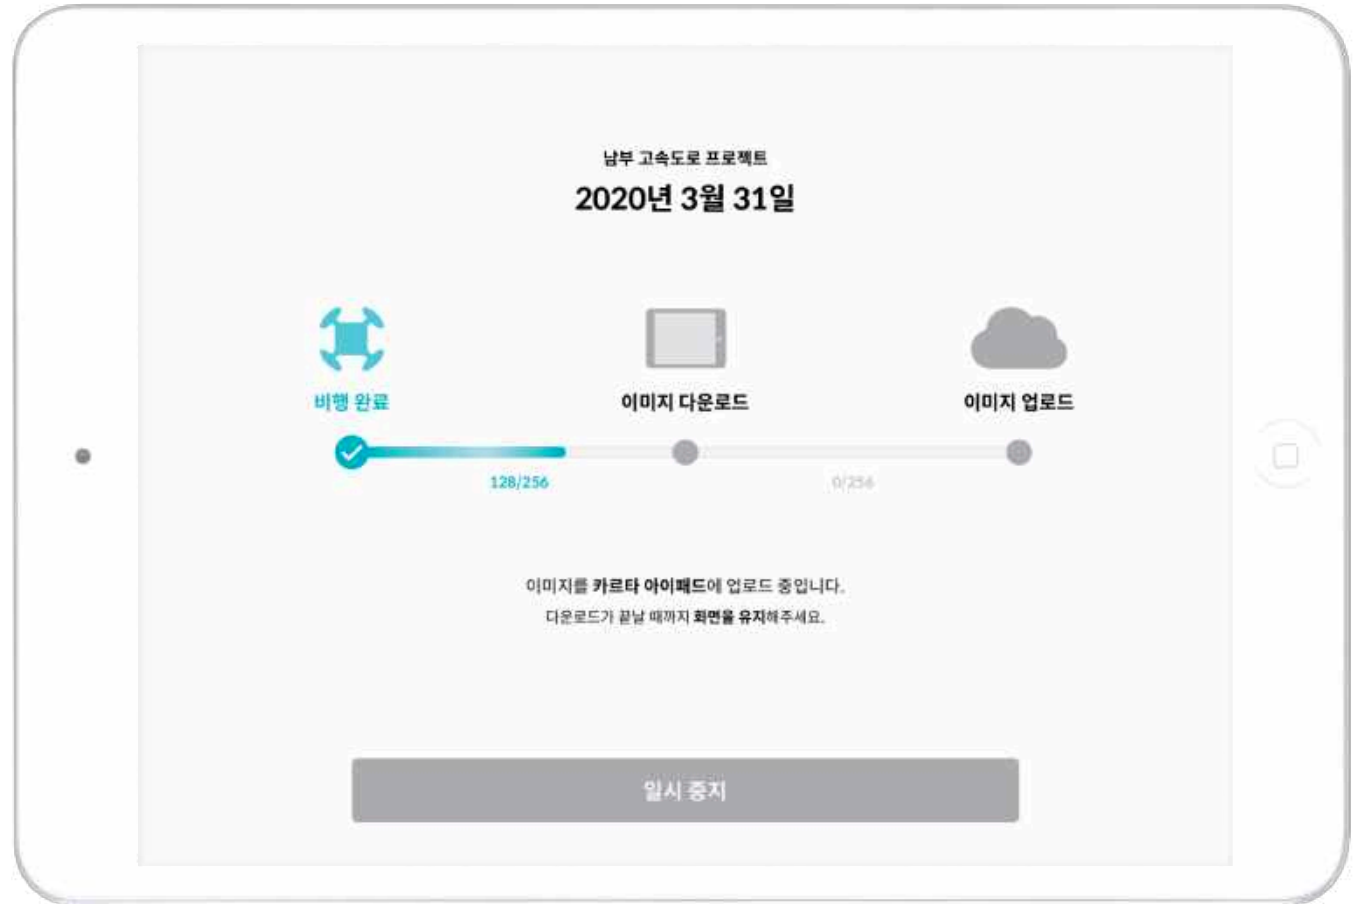 남부 고속도로 프로젝트
2020년 3월 31일
비행 완료
이미지 다운로드
이미지 업로드
128/256
0/256
이미지를 카르타 아이패드에 업로드 중입니다.
다운로드가 끝날 때까지 화면을 유지해주세요.
일시 중지